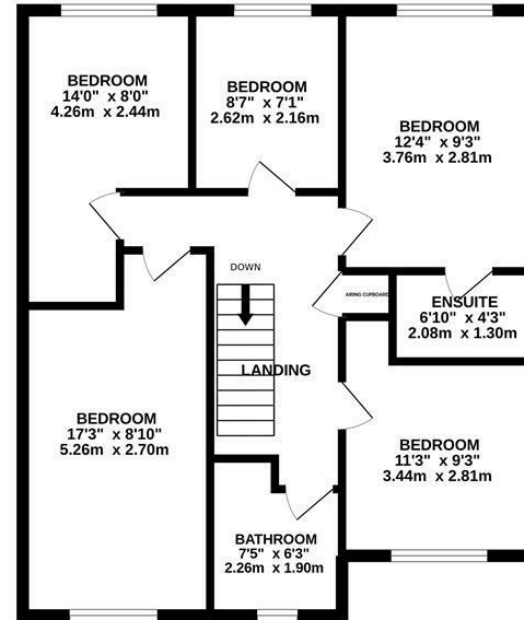 BEDROOM
14'0" x 8'0"
4.26m x 2.44m
BEDROOM
8'7" x 7'1"
2.62m x 2.16m
BEDROOM
12'4" x 9'3"
3.76m x 2.81m
DOWN
AIRING CUPBOARD
ENSUITE
6'10" x 4'3"
2.08m x 1.30m
LANDING
BEDROOM
17'3" x 8'10"
5.26m x 2.70m
BEDROOM
11'3" x 9'3"
3.44m x 2.81m
BATHROOM
7'5" x 6'3"
2.26m x 1.90m